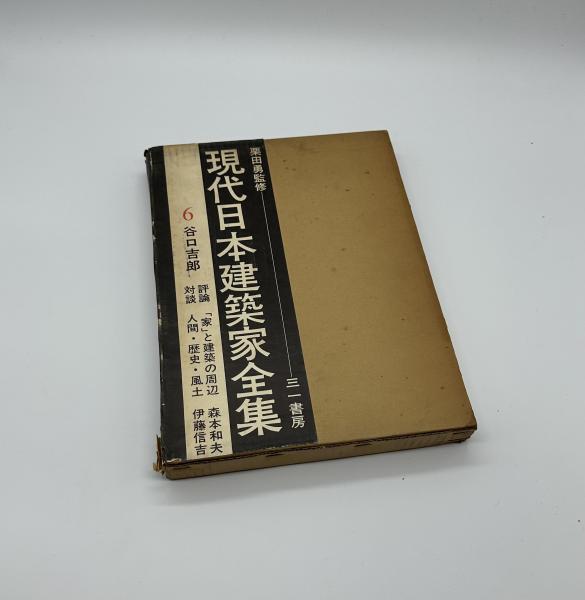 栗田勇監修
三一書房
現代日本建築家全集
6 谷口吉郎
評論 「家」と建築の周辺 森本和夫
対談 人間・歴史・風土 伊藤信吉